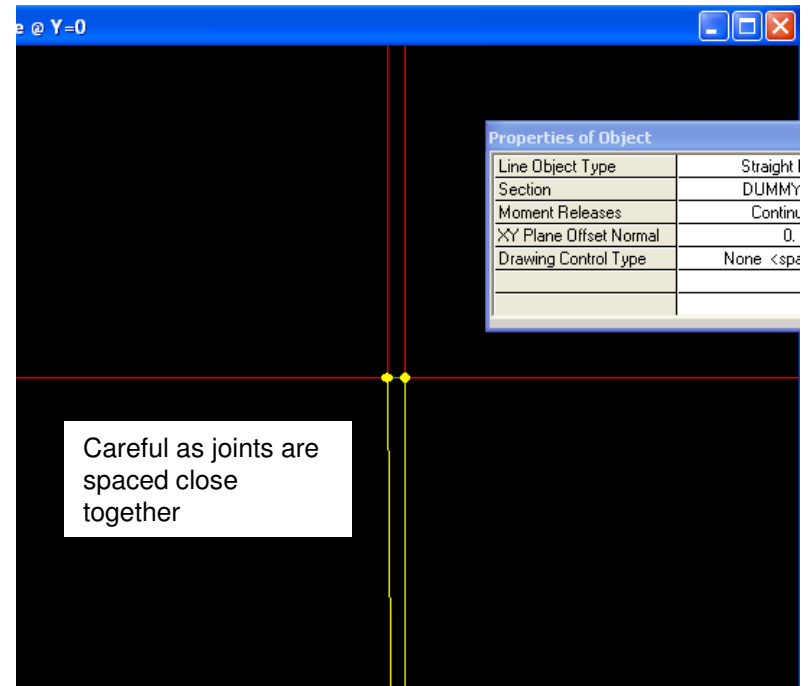 e @ Y=0
Properties of Object
Line Object Type Straight
Section DUMMY
Moment Releases Continu
XY Plane Offset Normal 0.
Drawing Control Type None <spa
Careful as joints are
spaced close
together